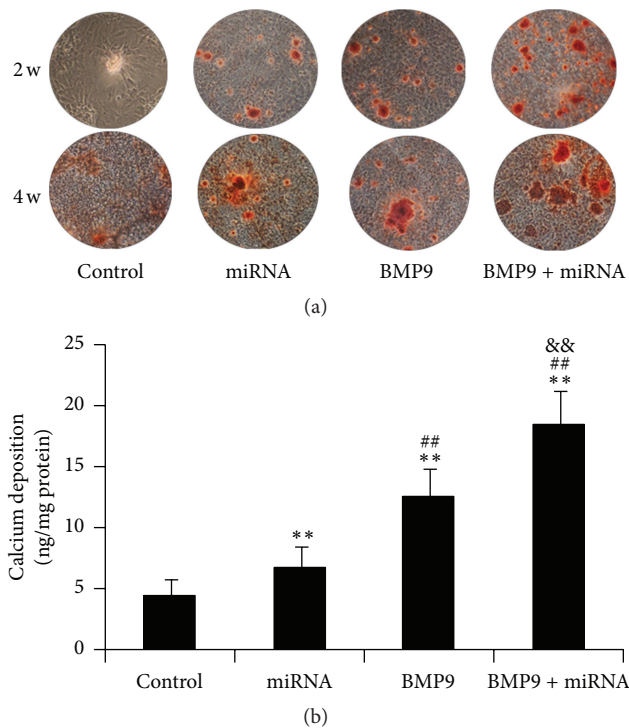 2 w
4 w
Control miRNA BMP9 BMP9 + miRNA
(a)
Calcium deposition
(ng/mg protein)
25
20
15
10
5
0
**
##
**
&&
##
**
Control miRNA BMP9 BMP9 + miRNA
(b)